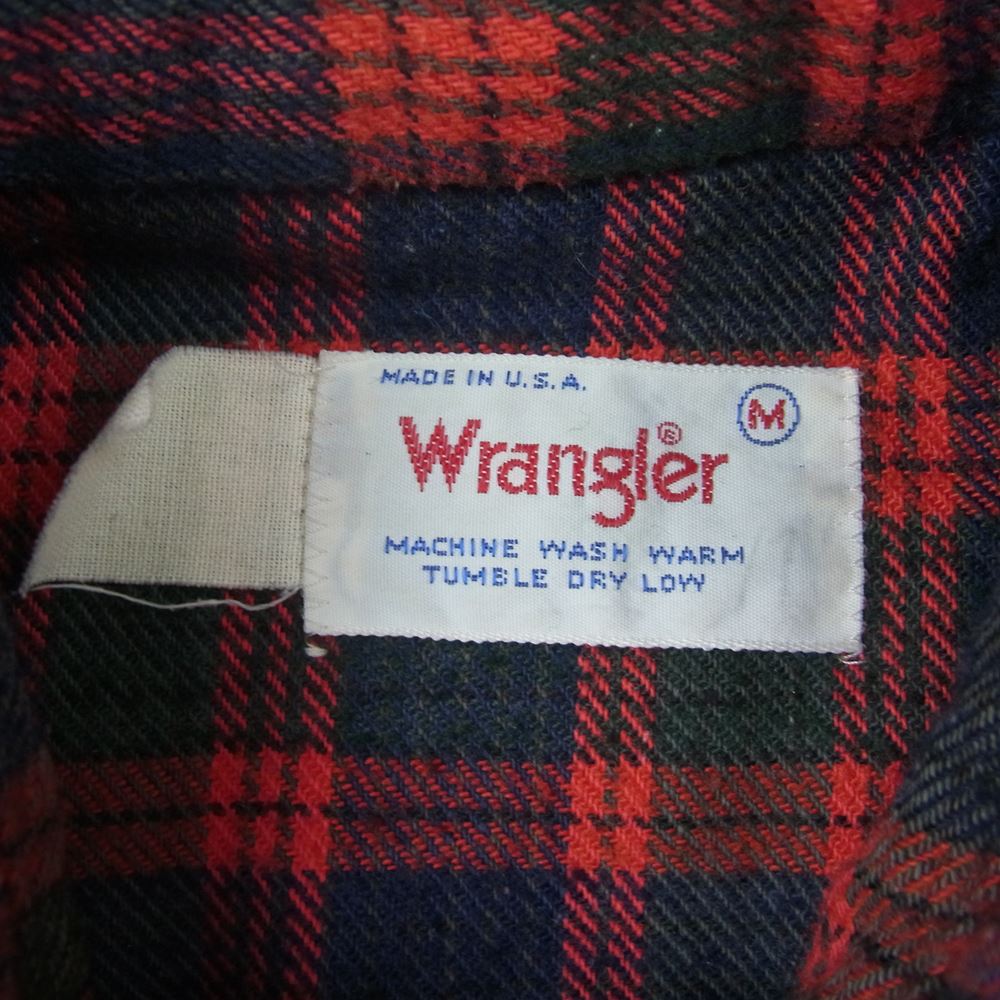 MADE IN U.S.A.
M
Wrangler®
MACHINE WASH WARM
TUMBLE DRY LOW